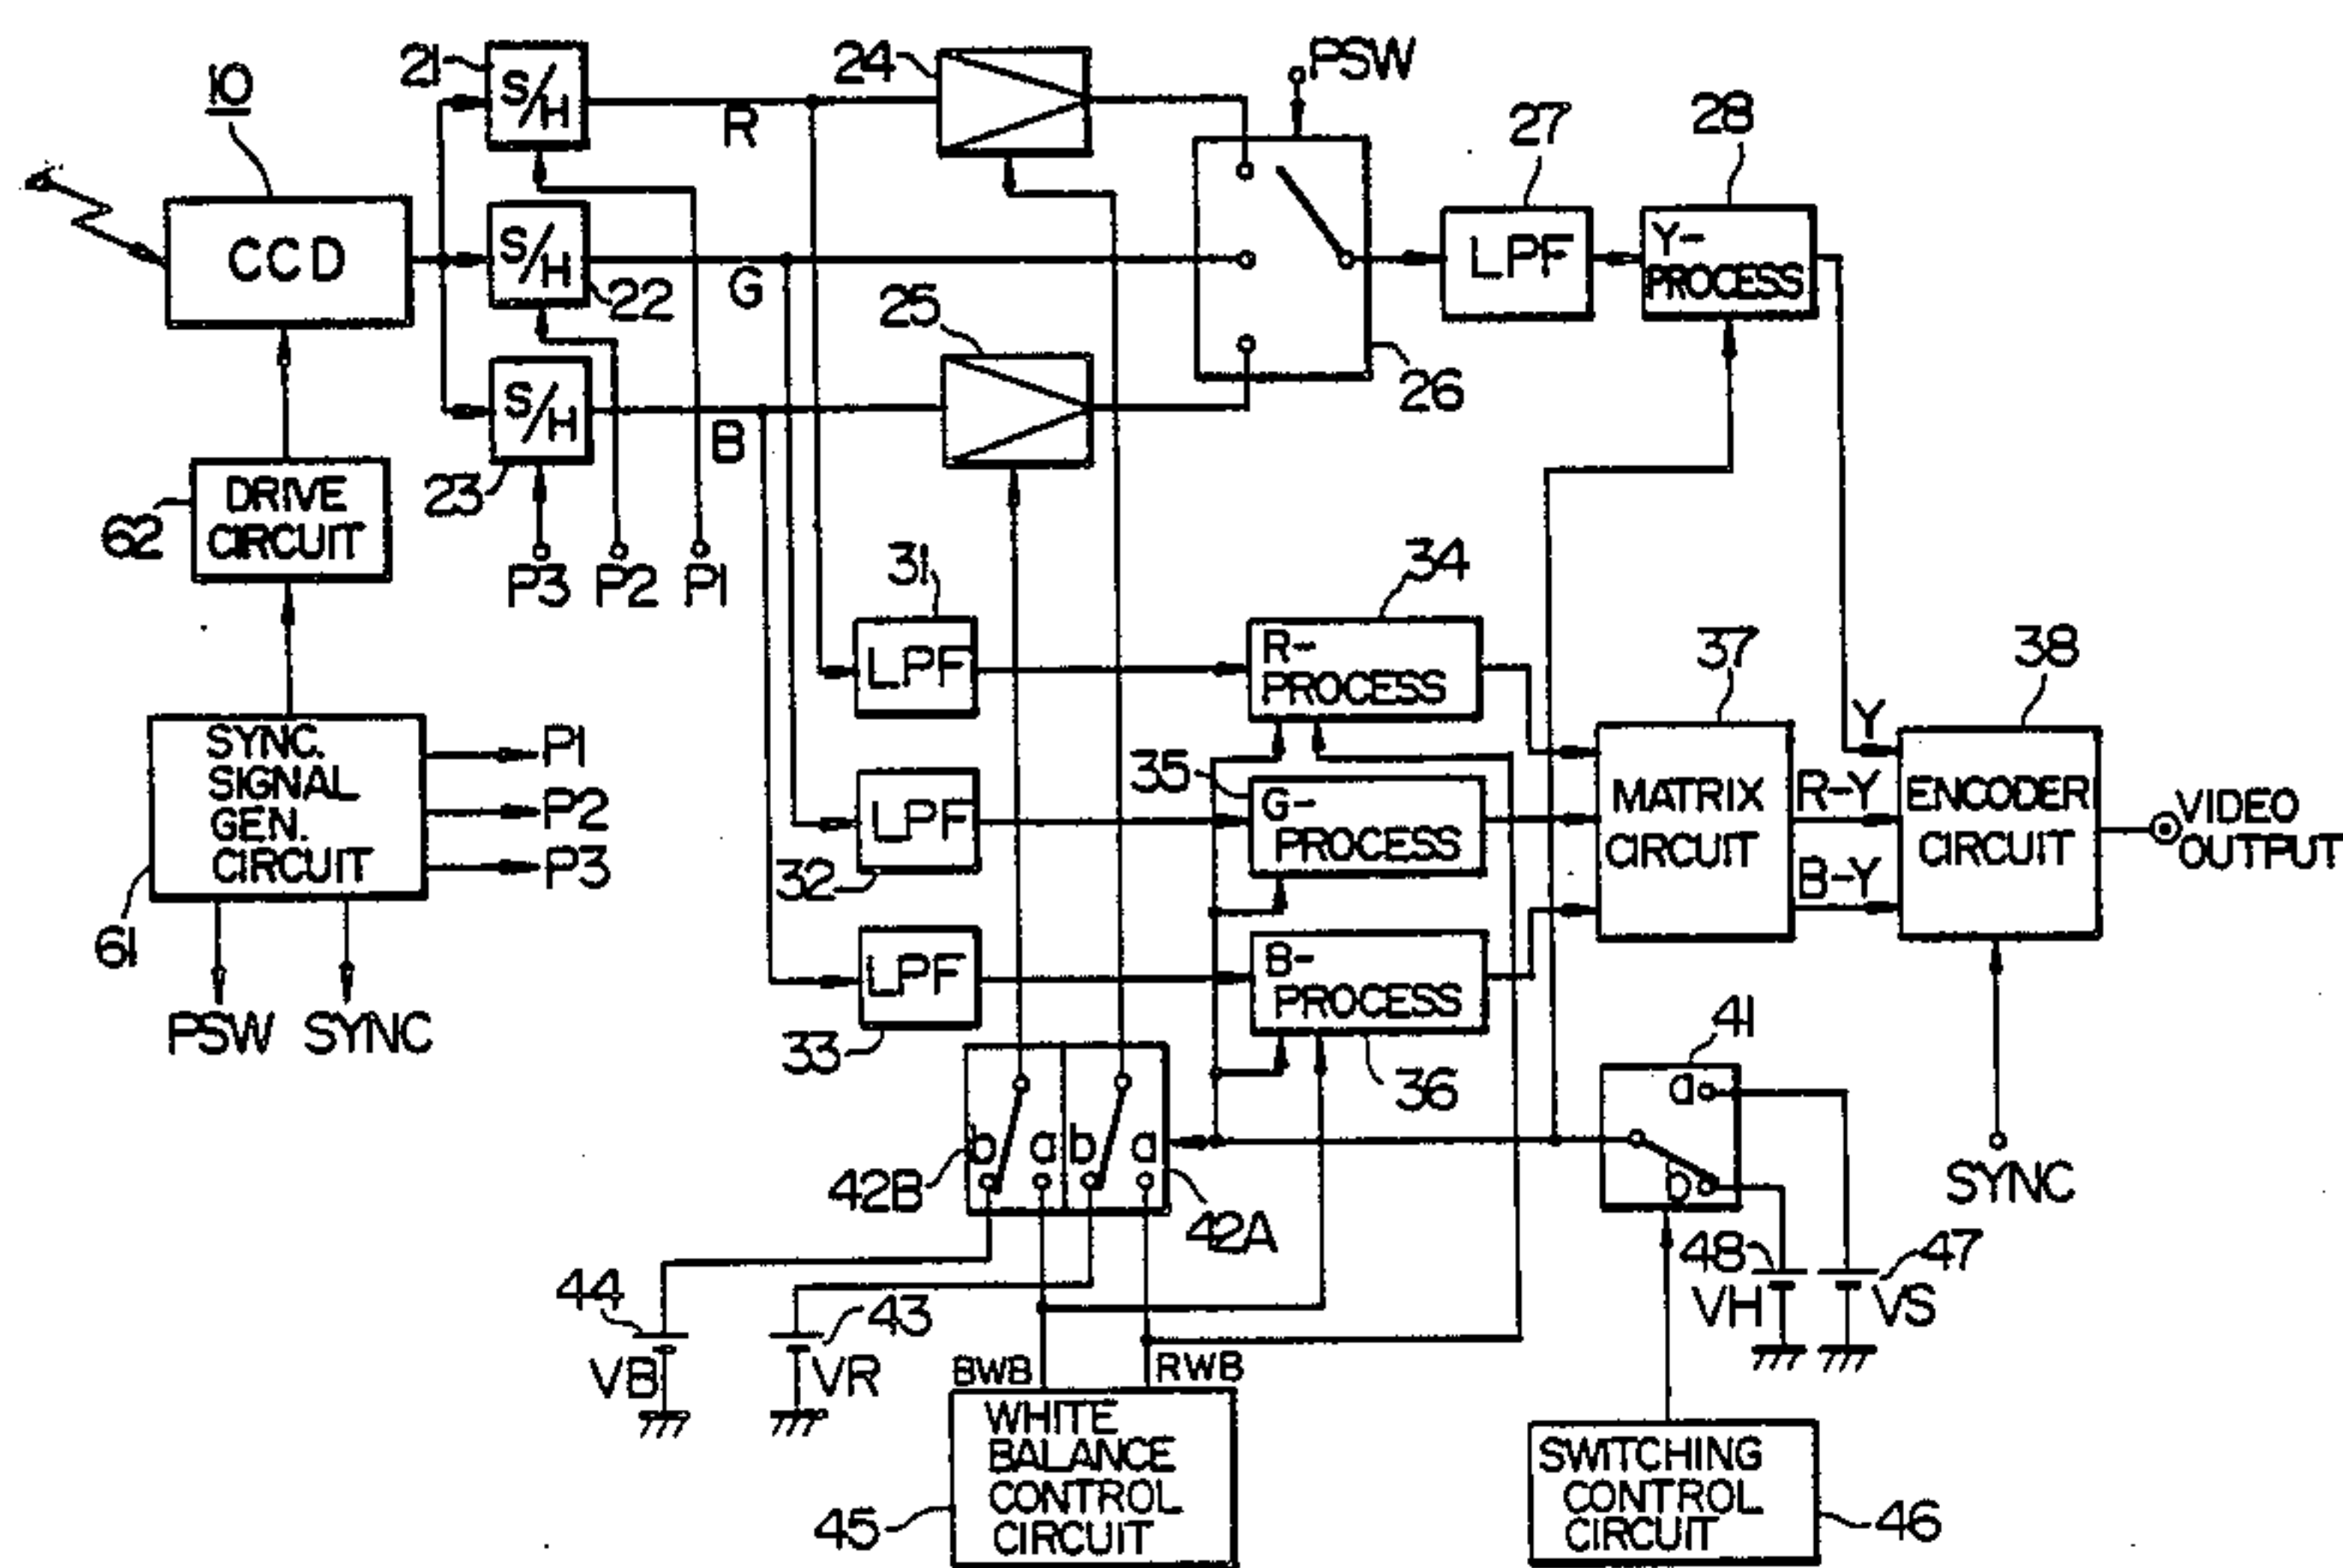 10
CCD
21
S/H
R
24
PSW
27
LPF
28
Y-
PROCESS
S/H
22
G
25
26
S/H
23
B
62
DRIVE
CIRCUIT
P3
P2
P1
31
LPF
34
R-
PROCESS
37
MATRIX
CIRCUIT
38
Y
R-Y
B-Y
ENCODER
CIRCUIT
VIDEO
OUTPUT
SYNC.
SIGNAL
GEN.
CIRCUIT
P1
P2
P3
61
PSW
SYNC
32
LPF
35
G-
PROCESS
33
LPF
B-
PROCESS
36
41
a
b
SYNC
42B
b
a
b
a
42A
44
VB
43
VR
48
VH
47
VS
BWB
RWB
WHITE
BALANCE
CONTROL
CIRCUIT
45
SWITCHING
CONTROL
CIRCUIT
46